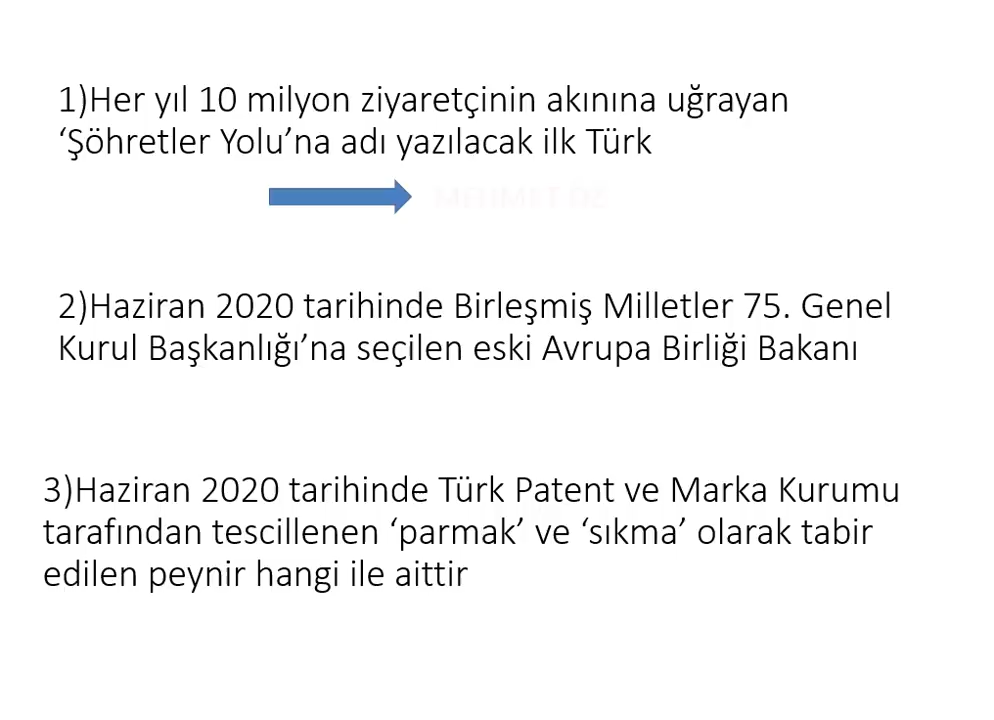 1)Her yıl 10 milyon ziyaretçinin akınına uğrayan
‘Şöhretler Yolu’na adı yazılacak ilk Türk
MEHMET ÖZ
2)Haziran 2020 tarihinde Birleşmiş Milletler 75. Genel
Kurul Başkanlığı’na seçilen eski Avrupa Birliği Bakanı
3)Haziran 2020 tarihinde Türk Patent ve Marka Kurumu
tarafından tescillenen ‘parmak’ ve ‘sıkma’ olarak tabir
edilen peynir hangi ile aittir